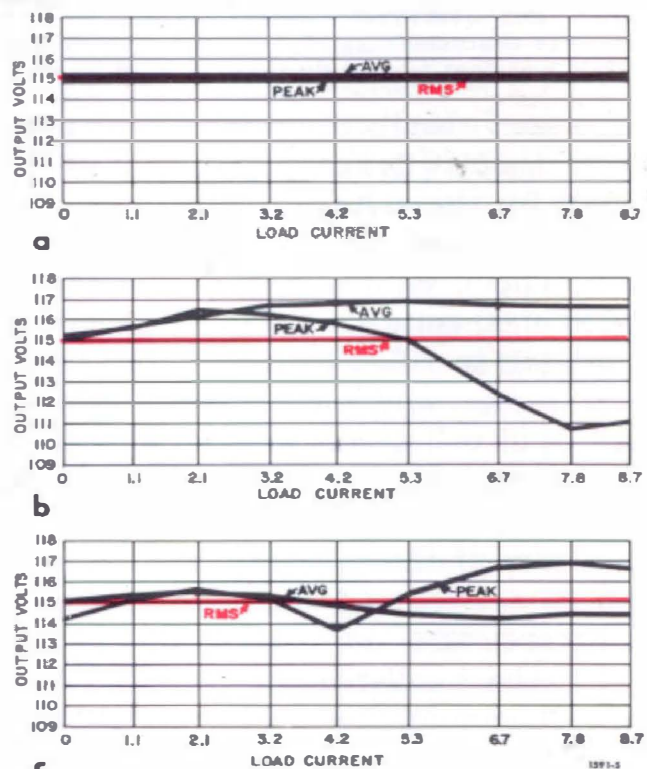 118
117
116
115
114
113
112
111
110
109
OUTPUT VOLTS
AVG
PEAK
RMS
0 1.1 2.1 3.2 4.2 5.3 6.7 7.8 8.7
LOAD CURRENT
a
118
117
116
115
114
113
112
111
110
109
OUTPUT VOLTS
AVG
PEAK
RMS
0 1.1 2.1 3.2 4.2 5.3 6.7 7.8 8.7
LOAD CURRENT
b
118
117
116
115
114
113
112
111
110
109
OUTPUT VOLTS
AVG
PEAK
RMS
0 1.1 2.1 3.2 4.2 5.3 6.7 7.8 8.7
LOAD CURRENT
c
1591-5